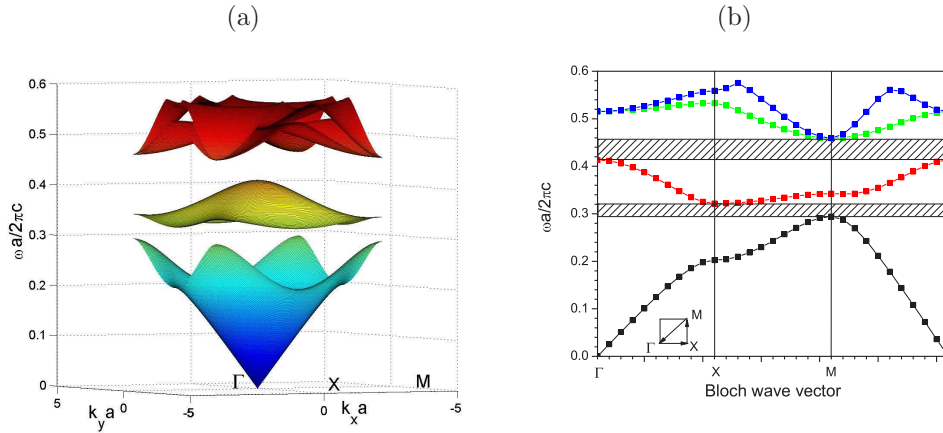 (a)
(b)
0.6
0.5
0.4
0.3
0.2
0.1
0
ωa/2πc
Γ
X
M
5
0
-5
0
-5
k_y a
k_x a
0.6
0.5
0.4
0.3
0.2
0.1
0.0
ωa/2πc
M
Γ
X
Γ
X
M
Bloch wave vector